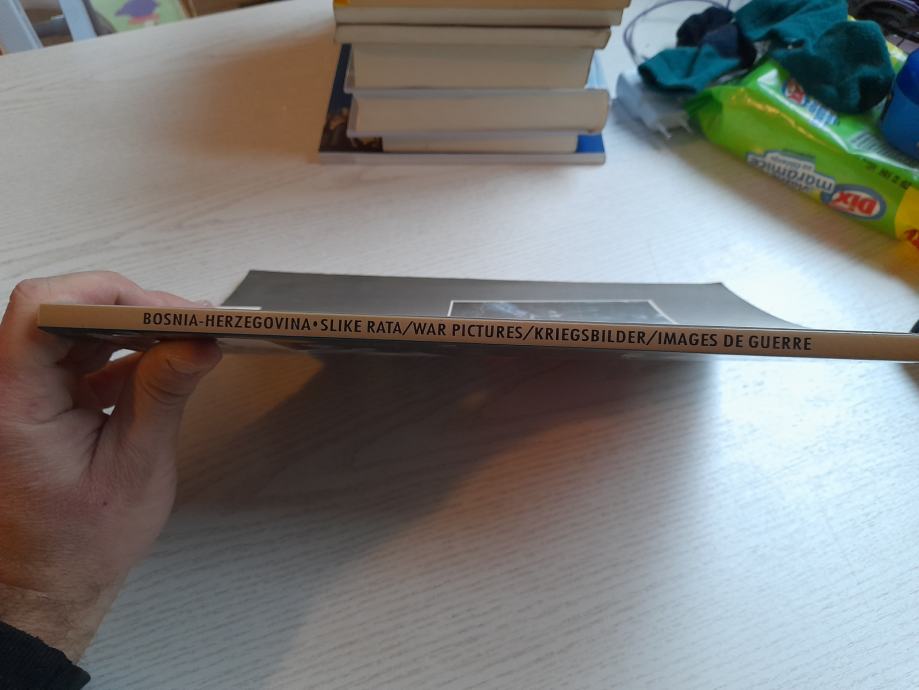 maramice
Dix
BOSNIA-HERZEGOVINA•SLIKE RATA/WAR PICTURES/KRIEGSBILDER/IMAGES DE GUERRE